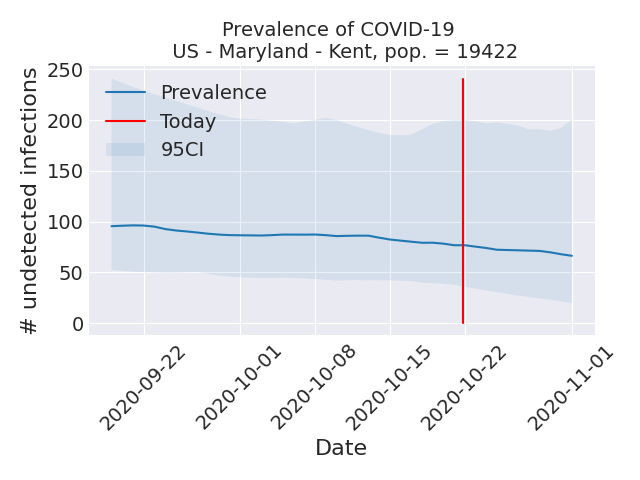 Prevalence of COVID-19
US - Maryland - Kent, pop. = 19422
# undetected infections
250
200
150
100
50
0
Prevalence
Today
95CI
2020-09-22
2020-10-01
2020-10-08
2020-10-15
2020-10-22
2020-11-01
Date